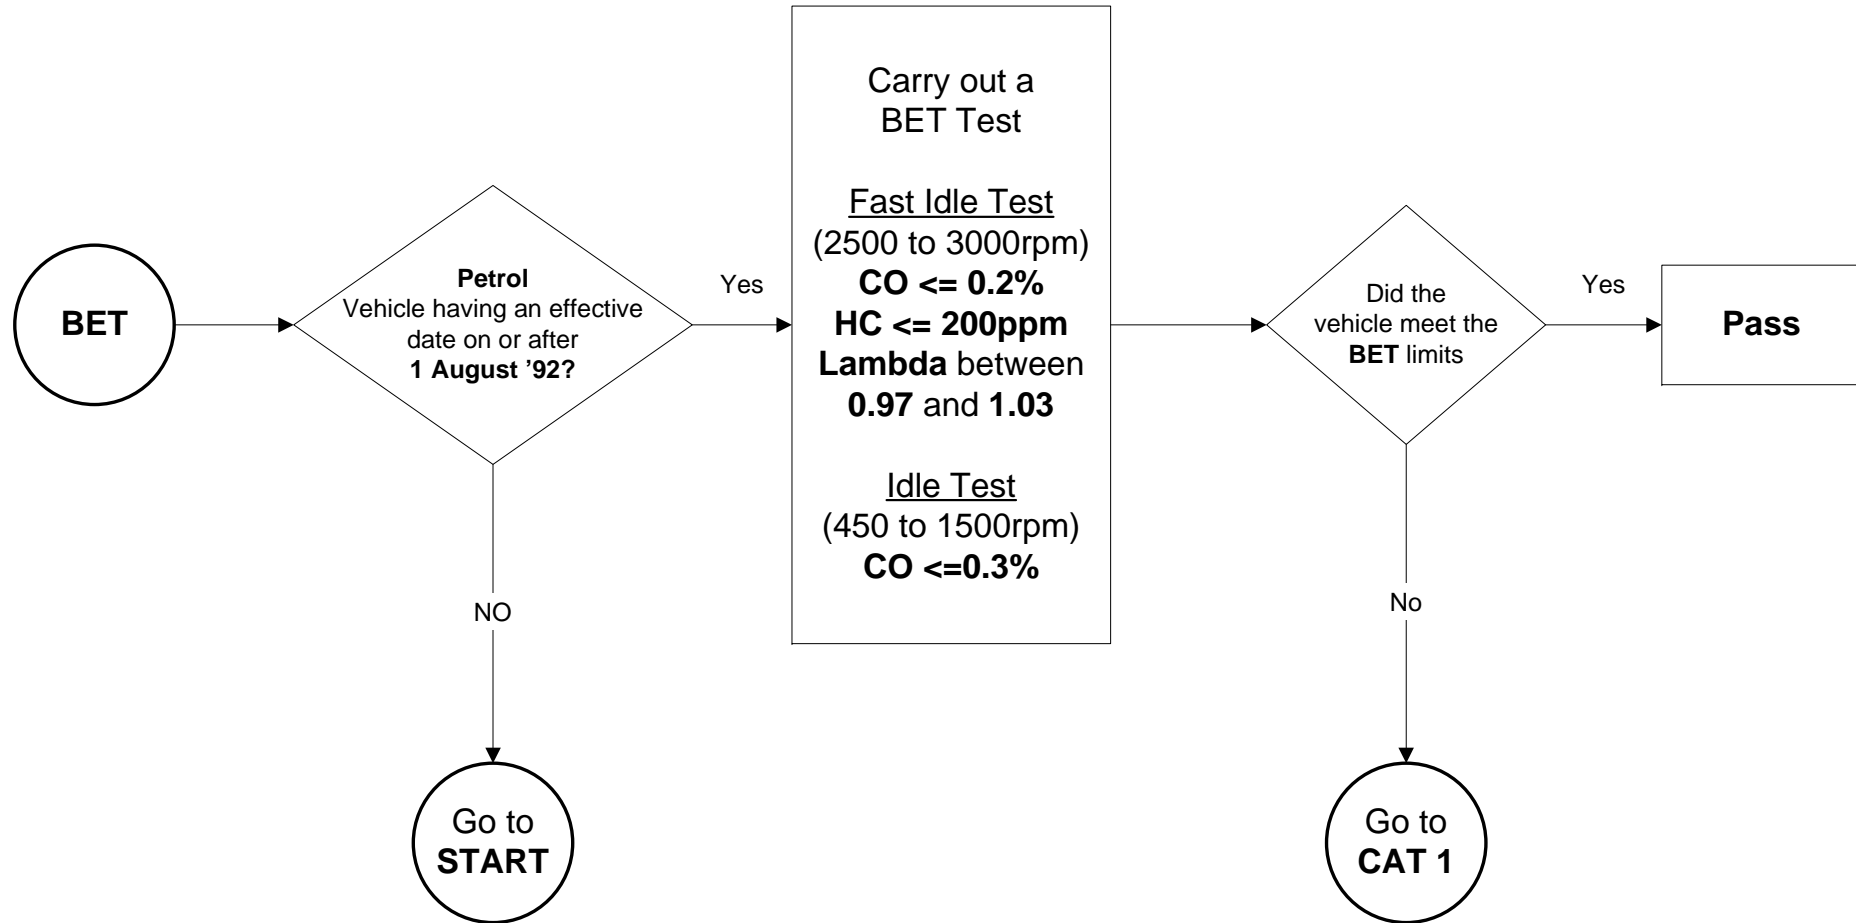 BET
Petrol
Vehicle having an effective
date on or after
1 August ’92?
Yes
NO
Go to
START
Carry out a
BET Test
Fast Idle Test
(2500 to 3000rpm)
CO <= 0.2%
HC <= 200ppm
Lambda between
0.97 and 1.03
Idle Test
(450 to 1500rpm)
CO <=0.3%
Did the
vehicle meet the
BET limits
Yes
Pass
No
Go to
CAT 1